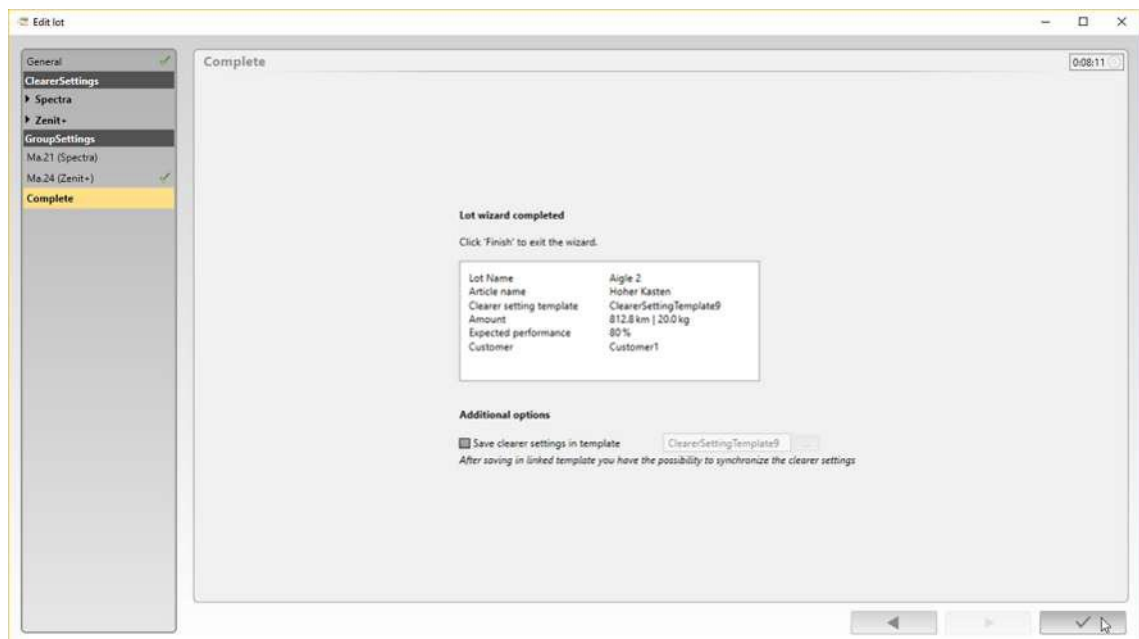 Edit lot
General
ClearerSettings
Spectra
Zenit+
GroupSettings
Ma.21 (Spectra)
Ma.24 (Zenit+)
Complete
Complete
0:08:11
Lot wizard completed
Click 'Finish' to exit the wizard.
Lot Name Aigle 2
Article name Hoher Kasten
Clearer setting template ClearerSettingTemplate9
Amount 812.8 km | 20.0 kg
Expected performance 80 %
Customer Customer1
Additional options
Save clearer settings in template ClearerSettingTemplate9
After saving in linked template you have the possibility to synchronize the clearer settings